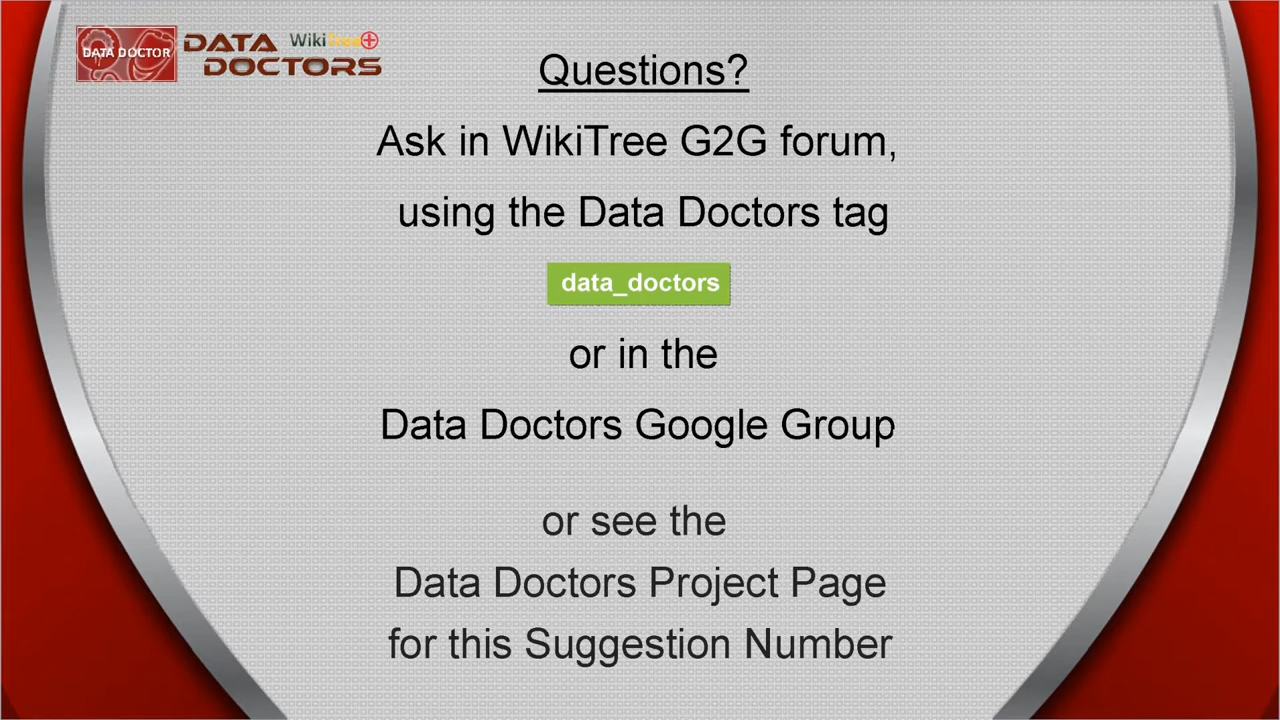 DATA DOCTOR
DATA WikiTree
DOCTORS
Questions?
Ask in WikiTree G2G forum,
using the Data Doctors tag
data_doctors
or in the
Data Doctors Google Group
or see the
Data Doctors Project Page
for this Suggestion Number